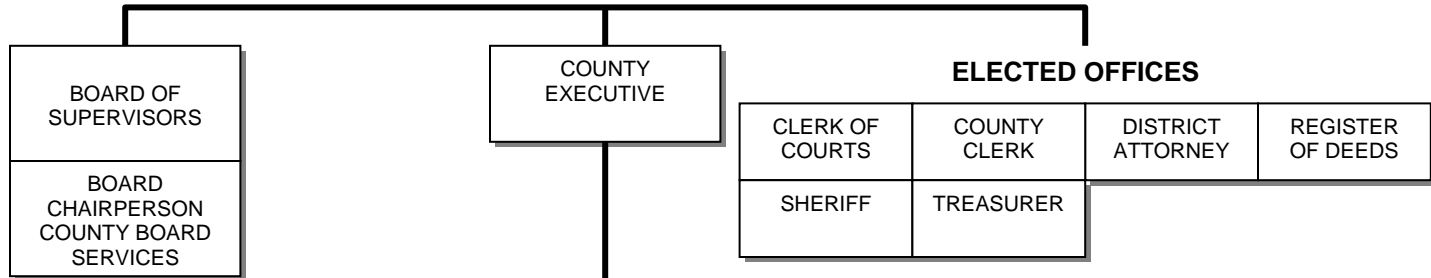 BOARD OF
SUPERVISORS
BOARD
CHAIRPERSON
COUNTY BOARD
SERVICES
COUNTY
EXECUTIVE
ELECTED OFFICES
CLERK OF
COURTS
COUNTY
CLERK
DISTRICT
ATTORNEY
REGISTER
OF DEEDS
SHERIFF
TREASURER